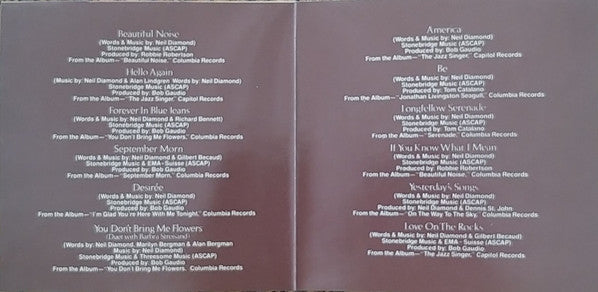 Beautiful Noise
(Words & Music by: Neil Diamond)
Stonebridge Music (ASCAP)
Produced by: Robbie Robertson
From the Album—"Beautiful Noise," Columbia Records
Hello Again
(Music by: Neil Diamond & Alan Lindgren Words by: Neil Diamond)
Stonebridge Music (ASCAP)
Produced by: Bob Gaudio
From the Album—"The Jazz Singer," Capitol Records
Forever In Blue Jeans
(Words & Music by: Neil Diamond & Richard Bennett)
Stonebridge Music (ASCAP)
Produced by: Bob Gaudio
From the Album—"You Don't Bring Me Flowers," Columbia Records
September Morn
(Words & Music by: Neil Diamond & Gilbert Becaud)
Stonebridge Music & EMA-Suisse (ASCAP)
Produced by: Bob Gaudio
From the Album—"September Morn," Columbia Records
Desirée
(Words & Music by: Neil Diamond)
Stonebridge Music (ASCAP)
Produced by: Bob Gaudio
From the Album—"I'm Glad You're Here With Me Tonight," Columbia Records
You Don't Bring Me Flowers
(Duet with Barbra Streisand)
(Words by: Neil Diamond, Marilyn Bergman & Alan Bergman
Music by: Neil Diamond)
Stonebridge Music & Threesome Music (ASCAP)
Produced by: Bob Gaudio
From the Album—"You Don't Bring Me Flowers," Columbia Records
America
(Words & Music by: Neil Diamond)
Stonebridge Music (ASCAP)
Produced by: Bob Gaudio
From the Album—"The Jazz Singer," Capitol Records
Be
(Words & Music by: Neil Diamond)
Stonebridge Music (ASCAP)
Produced by: Tom Catalano
From the Album—"Jonathan Livingston Seagull," Columbia Records
Longfellow Serenade
(Words & Music by: Neil Diamond)
Stonebridge Music (ASCAP)
Produced by: Tom Catalano
From the Album—"Serenade," Columbia Records
If You Know What I Mean
(Words & Music by: Neil Diamond)
Stonebridge Music (ASCAP)
Produced by: Robbie Robertson
From the Album—"Beautiful Noise," Columbia Records
Yesterday's Songs
(Words & Music by: Neil Diamond)
Stonebridge Music (ASCAP)
Produced by: Neil Diamond & Dennis St. John
From the Album—"On The Way To The Sky," Columbia Records
Love On The Rocks
(Words & Music by: Neil Diamond & Gilbert Becaud)
Stonebridge Music & EMA - Suisse (ASCAP)
Produced by: Bob Gaudio
From the Album—"The Jazz Singer," Capitol Records